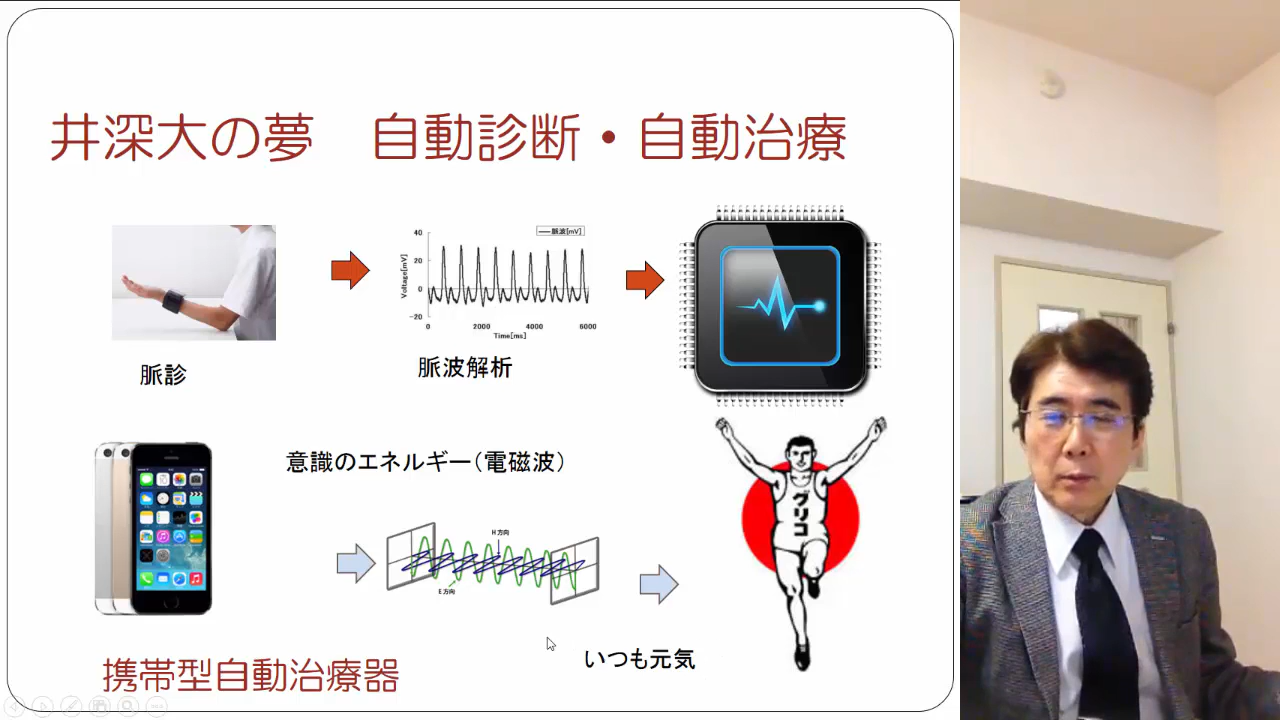 井深大の夢 自動診断・自動治療
40
20
0
-20
Voltage[mV]
脈波[mV]
0 2000 4000 6000
Time[ms]
脈診
脈波解析
意識のエネルギー（電磁波）
H 方向
E 方向
グリコ
いつも元気
携帯型自動治療器